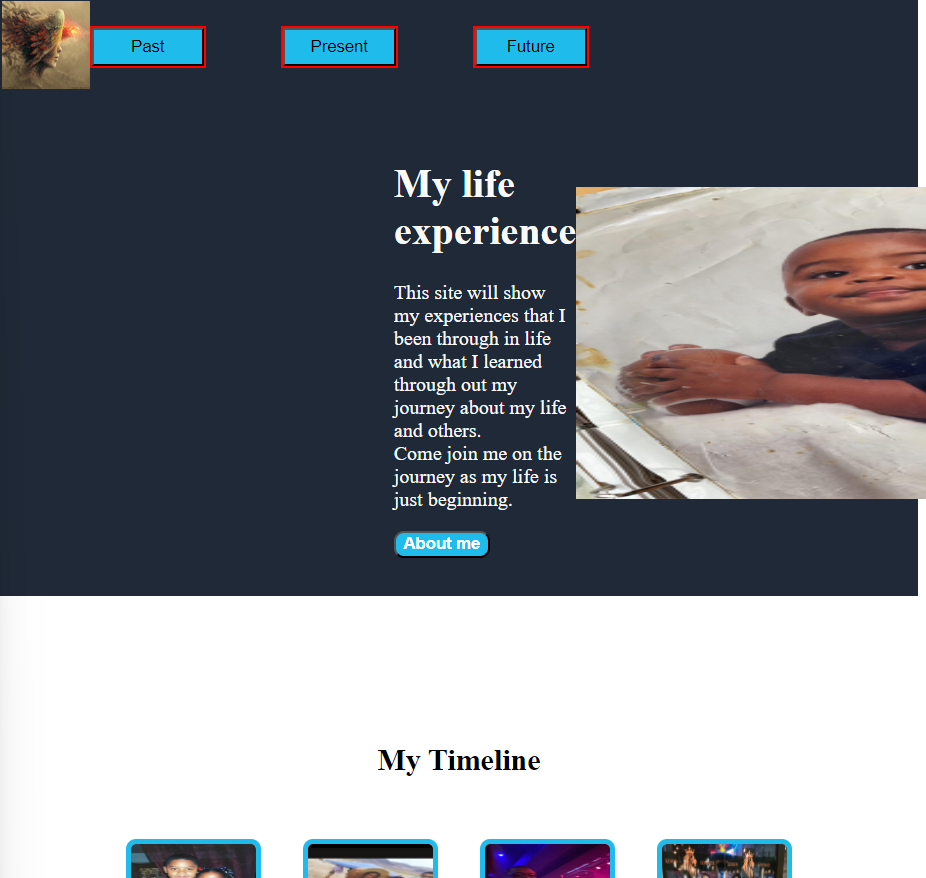 Past
Present
Future
My life
experience
This site will show
my experiences that I
been through in life
and what I learned
through out my
journey about my life
and others.
Come join me on the
journey as my life is
just beginning.
About me
My Timeline